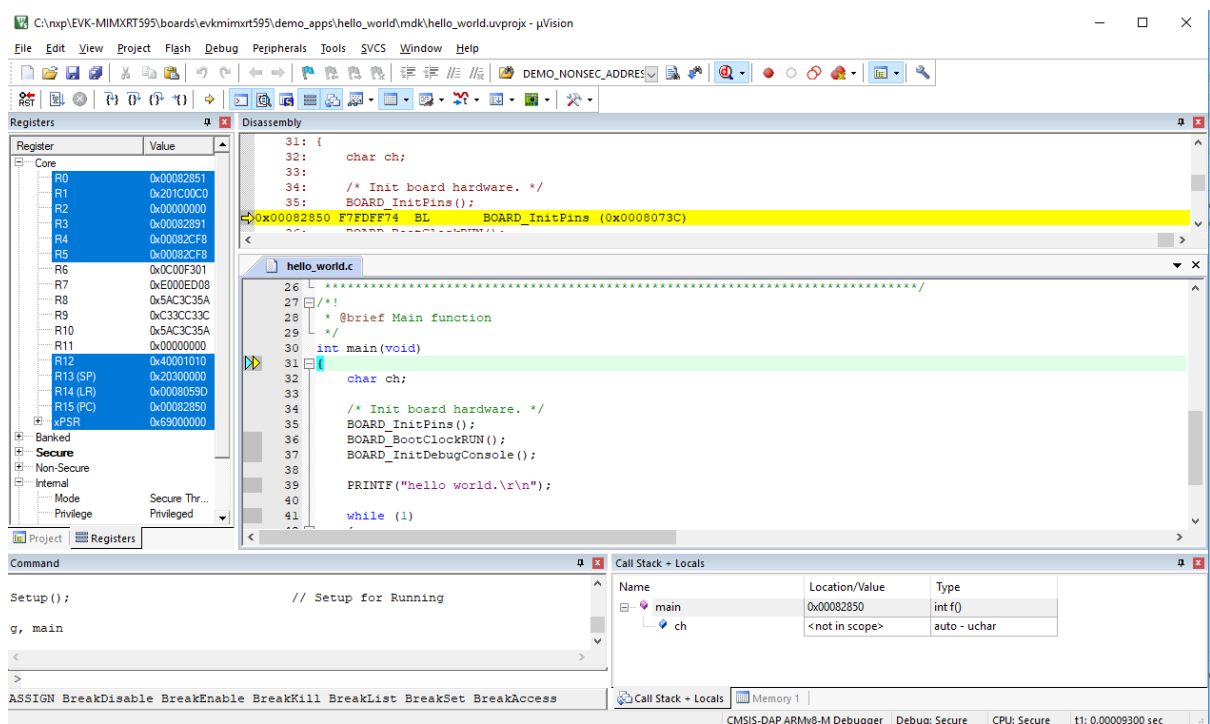 C:\nxp\EVK-MIMXRT595\boards\evkmimxrt595\demo_apps\hello_world\mdk\hello_world.uvprojx - µVision
File Edit View Project Flash Debug Peripherals Tools SVCS Window Help
DEMO_NONSEC_ADDRES
RST
Registers
Register Value
Core
R0 0x00082851
R1 0x201C00C0
R2 0x00000000
R3 0x00082891
R4 0x00082CF8
R5 0x00082CF8
R6 0x0C00F301
R7 0xE000ED08
R8 0x5AC3C35A
R9 0xC33CC33C
R10 0x5AC3C35A
R11 0x00000000
R12 0x40001010
R13 (SP) 0x20300000
R14 (LR) 0x0008059D
R15 (PC) 0x00082850
xPSR 0x69000000
Banked
Secure
Non-Secure
Internal
Mode Secure Thr...
Privilege Privileged
Project Registers
Disassembly
31: {
32: char ch;
33:
34: /* Init board hardware. */
35: BOARD_InitPins();
0x00082850 F7FDFF74 BL BOARD_InitPins (0x0008073C)
36: BOARD_BootClockRUN();
hello_world.c
26 ******************************************************************************/
27 /*!
28 * @brief Main function
29 */
30 int main(void)
31 {
32 char ch;
33
34 /* Init board hardware. */
35 BOARD_InitPins();
36 BOARD_BootClockRUN();
37 BOARD_InitDebugConsole();
38
39 PRINTF("hello world.\r\n");
40
41 while (1)
Command
Setup(); // Setup for Running
g, main
>
ASSIGN BreakDisable BreakEnable BreakKill BreakList BreakSet BreakAccess
Call Stack + Locals
Name Location/Value Type
main 0x00082850 int f()
ch <not in scope> auto - uchar
Call Stack + Locals Memory 1
CMSIS-DAP ARMv8-M Debugger Debug: Secure CPU: Secure t1: 0.00009300 sec